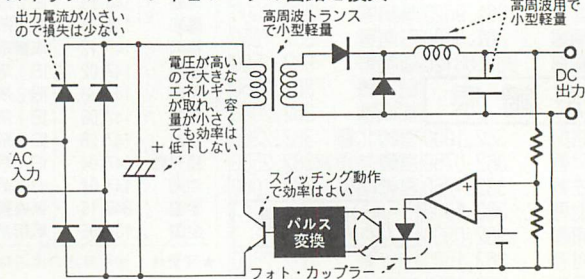 出力電流が小さい
ので損失は少ない
高周波トランス
で小型軽量
高周波用で
小型軽量
電圧が高い
ので大きな
エネルギー
が取れ、容
量が小さく
ても効率は
低下しない
+
DC
出力
AC
入力
スイッチング動作
で効率はよい
パルス
変換
+
−
フォト・カップラー